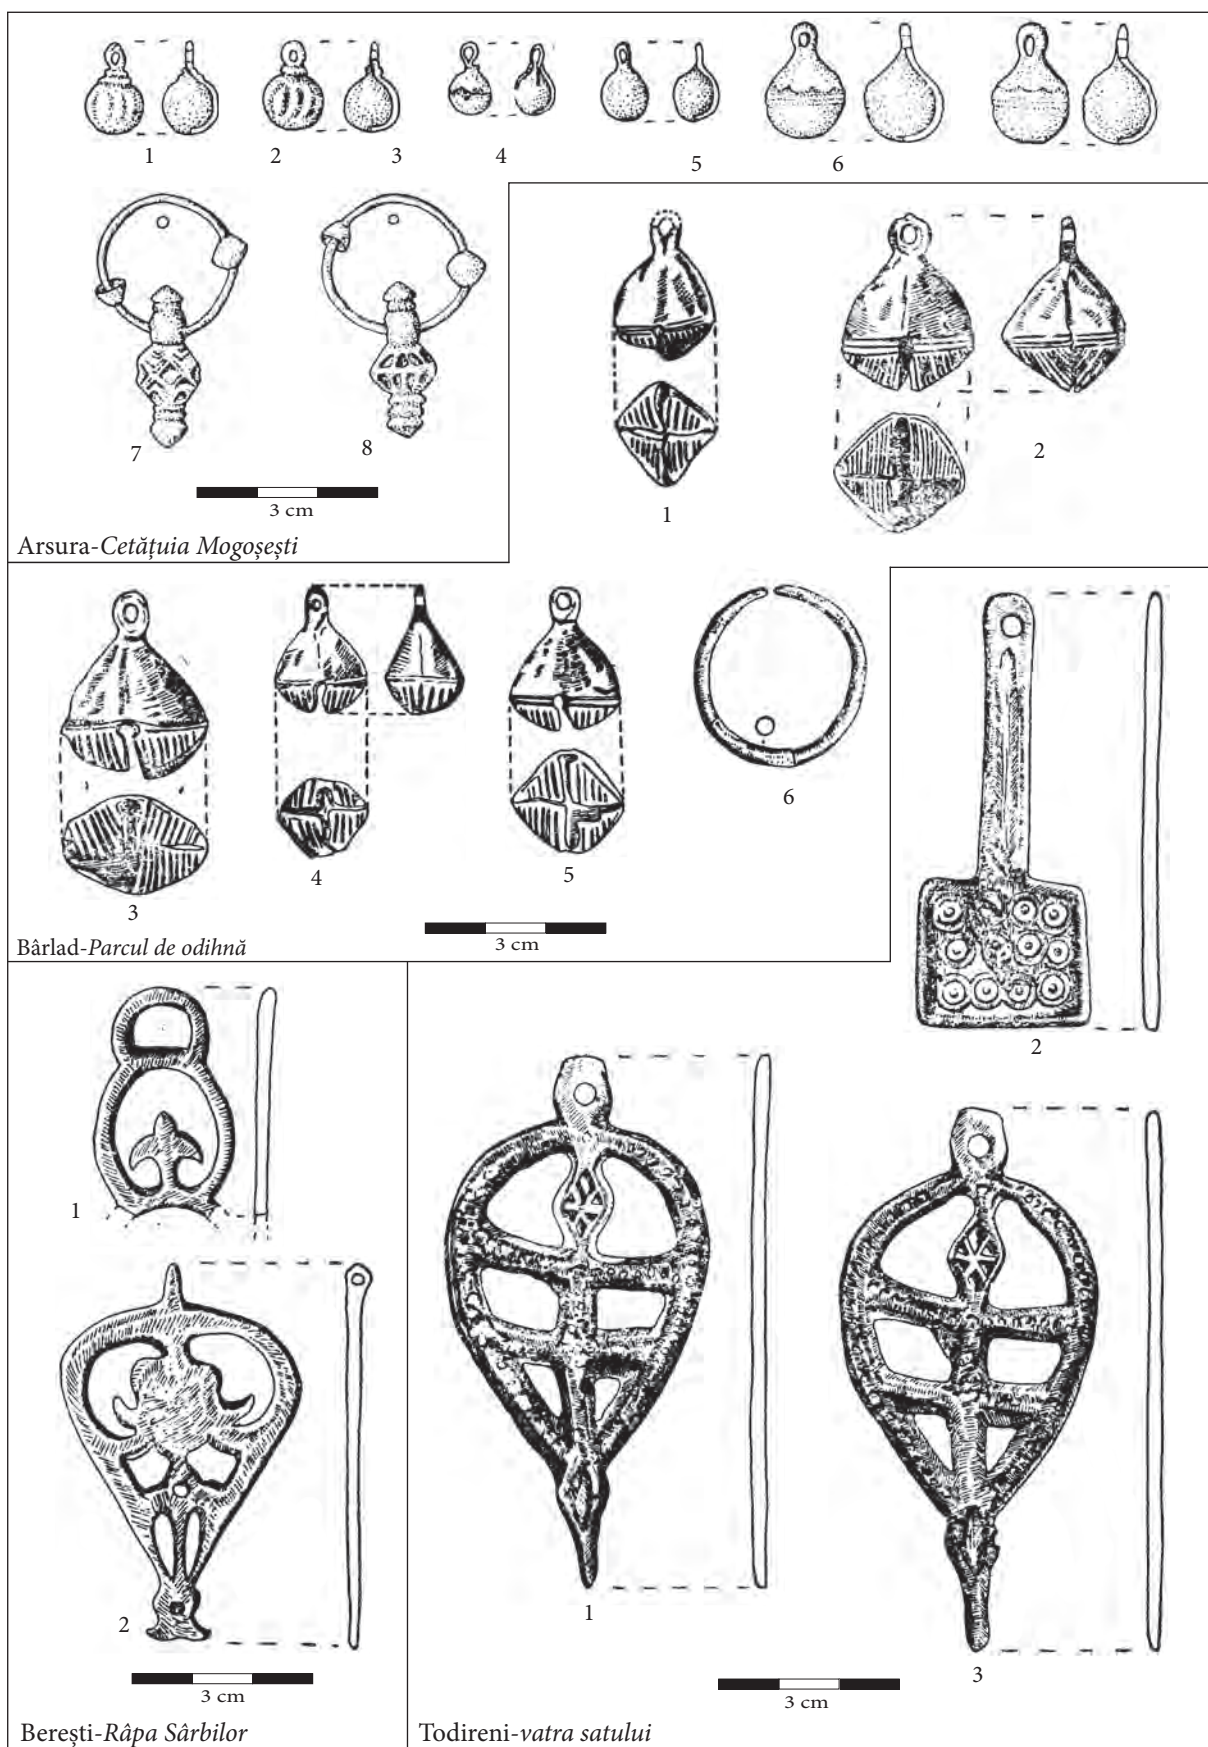 1 2 3 4 5 6
7 8
3 cm
Arsura-Cetățuia Mogoșești
1 2
3 4 5 6
3 cm
Bârlad-Parcul de odihnă
1
2
3 cm
Berești-Râpa Sârbilor
2
1 3
3 cm
Todireni-vatra satului